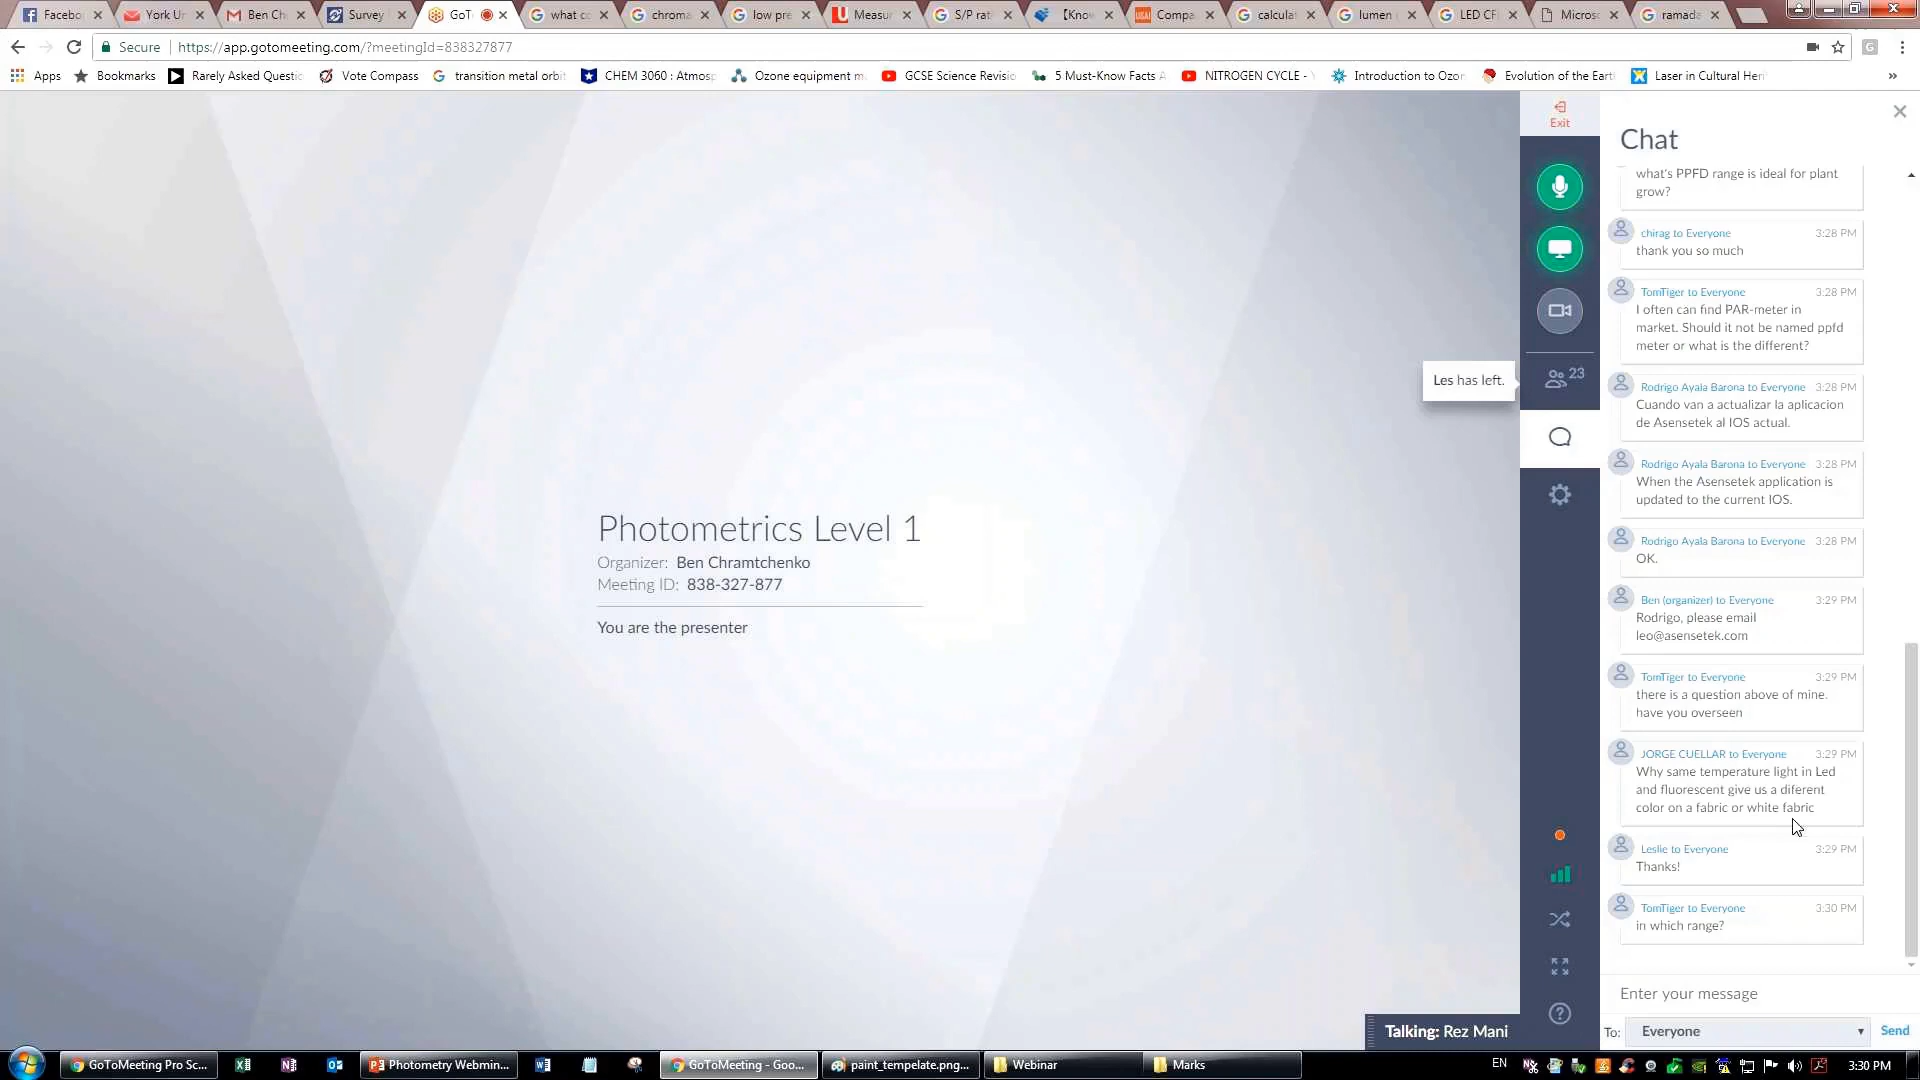 Facebo
York Ur
Ben Ch
Survey
GoT
what co
chroma
low pre
Measur
S/P rat
【Know
Compa
calculat
lumen
LED CF
Microso
ramada
Secure
https://app.gotomeeting.com/?meetingId=838327877
Apps
Bookmarks
Rarely Asked Questio
Vote Compass
transition metal orbit
CHEM 3060 : Atmosp
Ozone equipment m
GCSE Science Revisio
5 Must-Know Facts A
NITROGEN CYCLE -
Introduction to Ozor
Evolution of the Eart
Laser in Cultural Her
»
Exit
Chat
what's PPFD range is ideal for plant
grow?
chirag to Everyone 3:28 PM
thank you so much
TomTiger to Everyone 3:28 PM
I often can find PAR-meter in
market. Should it not be named ppfd
meter or what is the different?
23
Les has left.
Rodrigo Ayala Barona to Everyone 3:28 PM
Cuando van a actualizar la aplicacion
de Asensetek al IOS actual.
Rodrigo Ayala Barona to Everyone 3:28 PM
When the Asensetek application is
updated to the current IOS.
Rodrigo Ayala Barona to Everyone 3:28 PM
OK.
Photometrics Level 1
Organizer: Ben Chramtchenko
Meeting ID: 838-327-877
You are the presenter
Ben (organizer) to Everyone 3:29 PM
Rodrigo, please email
leo@asensetek.com
TomTiger to Everyone 3:29 PM
there is a question above of mine.
have you overseen
JORGE CUELLAR to Everyone 3:29 PM
Why same temperature light in Led
and fluorescent give us a diferent
color on a fabric or white fabric
Leslie to Everyone 3:29 PM
Thanks!
TomTiger to Everyone 3:30 PM
in which range?
Enter your message
Talking: Rez Mani
To: Everyone Send
GoToMeeting Pro Sc...
Photometry Webmin...
GoToMeeting - Goo...
paint_tempelate.png...
Webinar
Marks
EN
3:30 PM